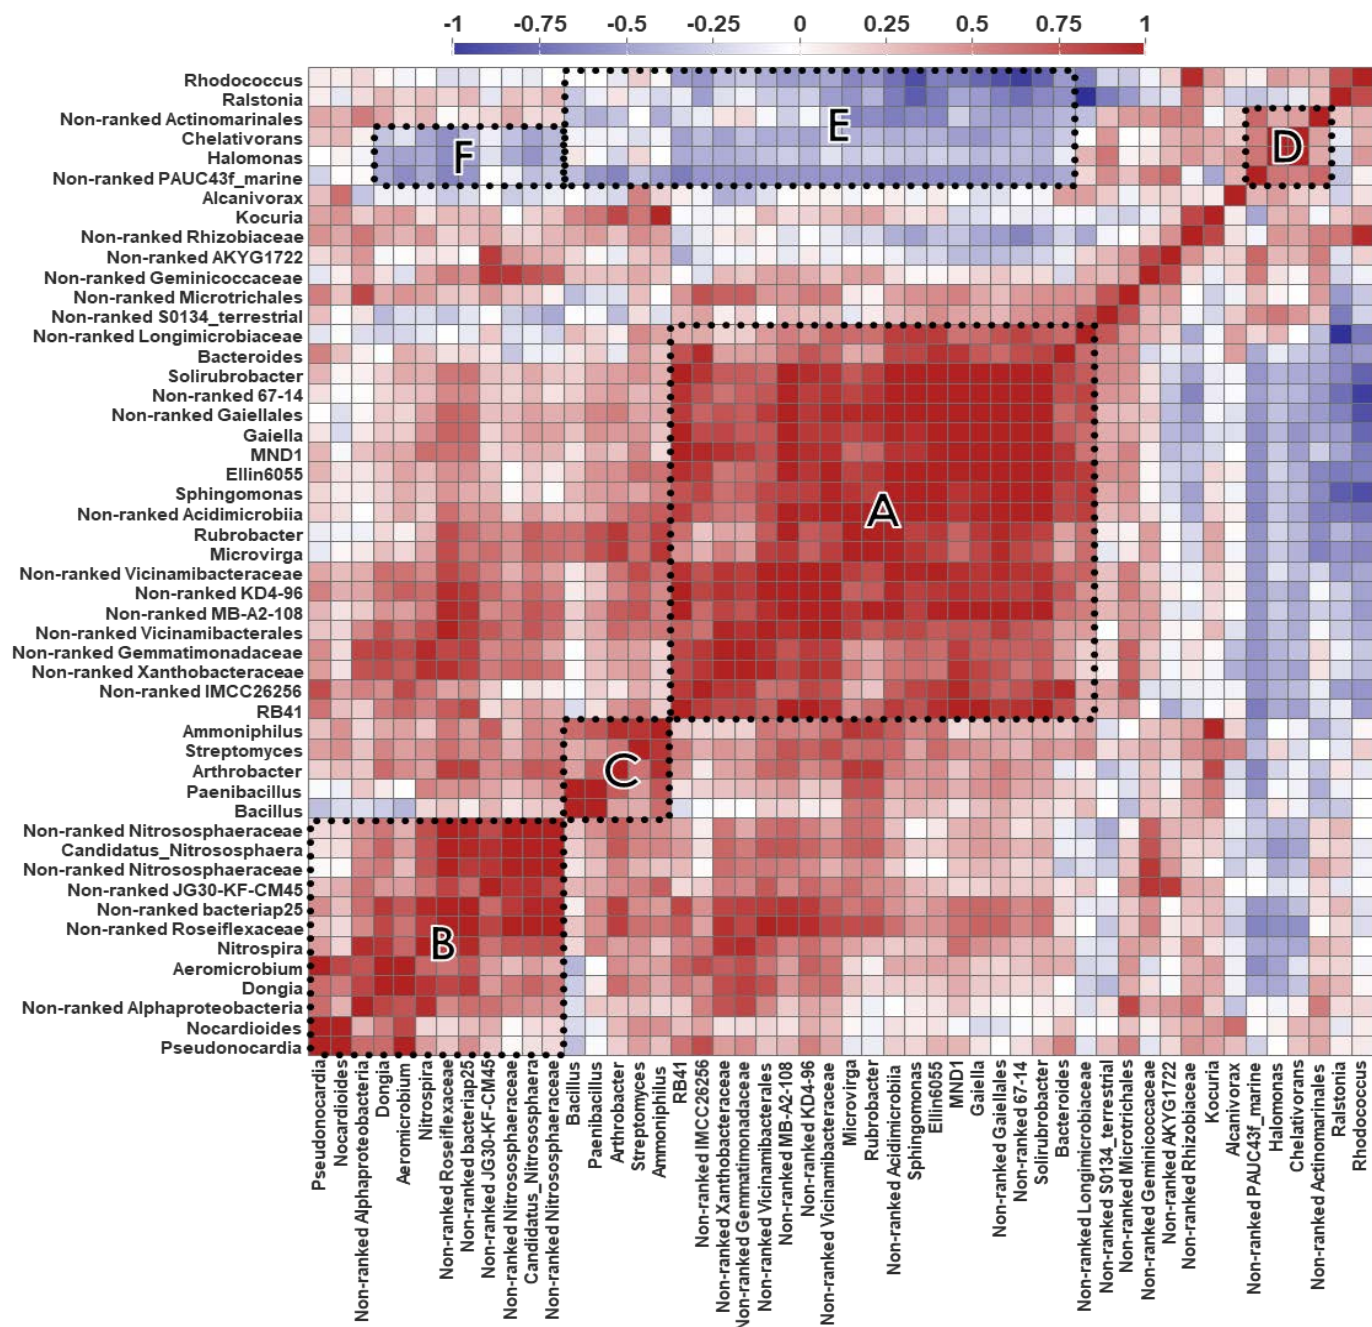 -1 -0.75 -0.5 -0.25 0 0.25 0.5 0.75 1
Rhodococcus
Ralstonia
Non-ranked Actinomarinales
Chelativorans
Halomonas
Non-ranked PAUC43f_marine
Alcanivorax
Kocuria
Non-ranked Rhizobiaceae
Non-ranked AKYG1722
Non-ranked Geminicoccaceae
Non-ranked Microtrichales
Non-ranked S0134_terrestrial
Non-ranked Longimicrobiaceae
Bacteroides
Solirubrobacter
Non-ranked 67-14
Non-ranked Gaiellales
Gaiella
MND1
Ellin6055
Sphingomonas
Non-ranked Acidimicrobiia
Rubrobacter
Microvirga
Non-ranked Vicinamibacteraceae
Non-ranked KD4-96
Non-ranked MB-A2-108
Non-ranked Vicinamibacterales
Non-ranked Gemmatimonadaceae
Non-ranked Xanthobacteraceae
Non-ranked IMCC26256
RB41
Ammoniphilus
Streptomyces
Arthrobacter
Paenibacillus
Bacillus
Non-ranked Nitrososphaeraceae
Candidatus_Nitrososphaera
Non-ranked Nitrososphaeraceae
Non-ranked JG30-KF-CM45
Non-ranked bacteriap25
Non-ranked Roseiflexaceae
Nitrospira
Aeromicrobium
Dongia
Non-ranked Alphaproteobacteria
Nocardioides
Pseudonocardia
E
F
D
A
C
B
Pseudonocardia
Nocardioides
Non-ranked Alphaproteobacteria
Dongia
Aeromicrobium
Nitrospira
Non-ranked Roseiflexaceae
Non-ranked bacteriap25
Non-ranked JG30-KF-CM45
Non-ranked Nitrososphaeraceae
Candidatus_Nitrososphaera
Non-ranked Nitrososphaeraceae
Bacillus
Paenibacillus
Arthrobacter
Streptomyces
Ammoniphilus
RB41
Non-ranked IMCC26256
Non-ranked Xanthobacteraceae
Non-ranked Gemmatimonadaceae
Non-ranked Vicinamibacterales
Non-ranked MB-A2-108
Non-ranked KD4-96
Non-ranked Vicinamibacteraceae
Microvirga
Rubrobacter
Non-ranked Acidimicrobiia
Sphingomonas
Ellin6055
MND1
Gaiella
Non-ranked Gaiellales
Non-ranked 67-14
Solirubrobacter
Bacteroides
Non-ranked Longimicrobiaceae
Non-ranked S0134_terrestrial
Non-ranked Microtrichales
Non-ranked Geminicoccaceae
Non-ranked AKYG1722
Non-ranked Rhizobiaceae
Kocuria
Alcanivorax
Non-ranked PAUC43f_marine
Halomonas
Chelativorans
Non-ranked Actinomarinales
Ralstonia
Rhodococcus